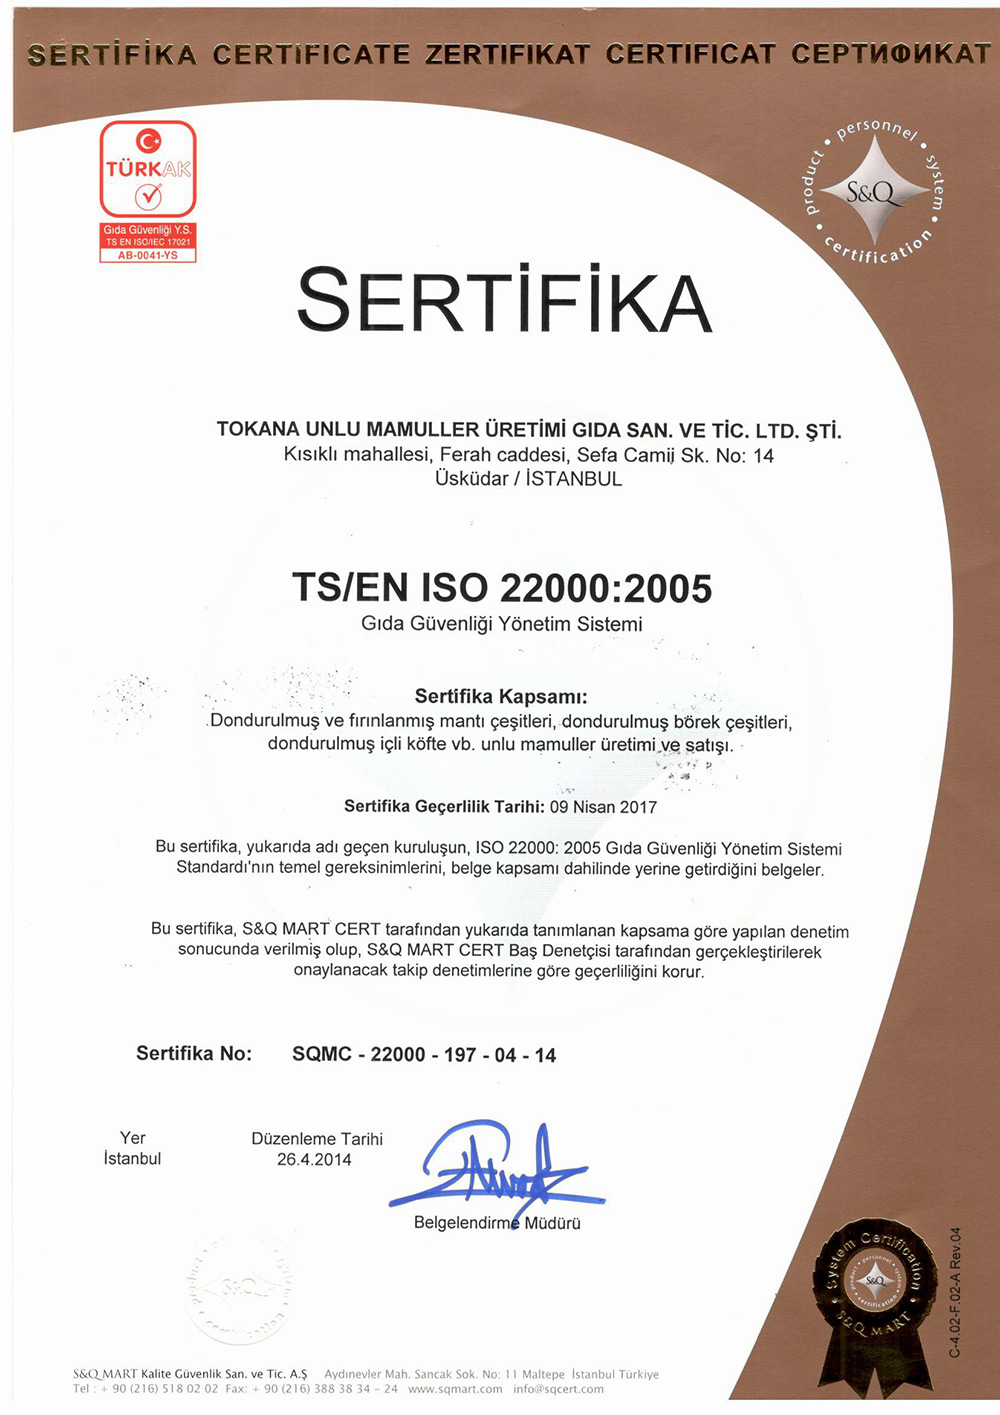 SERTİFİKA CERTIFICATE ZERTIFIKAT CERTIFICAT СЕРТИФИКАТ
TÜRKAK
Gıda Güvenliği Y.S.
TS EN ISO/IEC 17021
AB-0041-YS
product • personnel • system • certification
S&Q
SERTİFİKA
TOKANA UNLU MAMULLER ÜRETİMİ GIDA SAN. VE TİC. LTD. ŞTİ.
Kısıklı mahallesi, Ferah caddesi, Sefa Camii Sk. No: 14
Üsküdar / İSTANBUL
TS/EN ISO 22000:2005
Gıda Güvenliği Yönetim Sistemi
Sertifika Kapsamı:
Dondurulmuş ve fırınlanmış mantı çeşitleri, dondurulmuş börek çeşitleri,
dondurulmuş içli köfte vb. unlu mamuller üretimi ve satışı.
Sertifika Geçerlilik Tarihi: 09 Nisan 2017
Bu sertifika, yukarıda adı geçen kuruluşun, ISO 22000: 2005 Gıda Güvenliği Yönetim Sistemi
Standardı'nın temel gereksinimlerini, belge kapsamı dahilinde yerine getirdiğini belgeler.
Bu sertifika, S&Q MART CERT tarafından yukarıda tanımlanan kapsama göre yapılan denetim
sonucunda verilmiş olup, S&Q MART CERT Baş Denetçisi tarafından gerçekleştirilerek
onaylanacak takip denetimlerine göre geçerliliğini korur.
Sertifika No: SQMC - 22000 - 197 - 04 - 14
Yer
İstanbul
Düzenleme Tarihi
26.4.2014
Belgelendirme Müdürü
S&Q
System Certification
product • personnel • system • certification
S&Q
S&Q MART
C-4.02-F.02-A Rev.04
S&Q MART Kalite Güvenlik San. ve Tic. A.Ş Aydınevler Mah. Sancak Sok. No: 11 Maltepe İstanbul Türkiye
Tel : + 90 (216) 518 02 02 Fax: + 90 (216) 388 38 34 – 24 www.sqmart.com info@sqcert.com